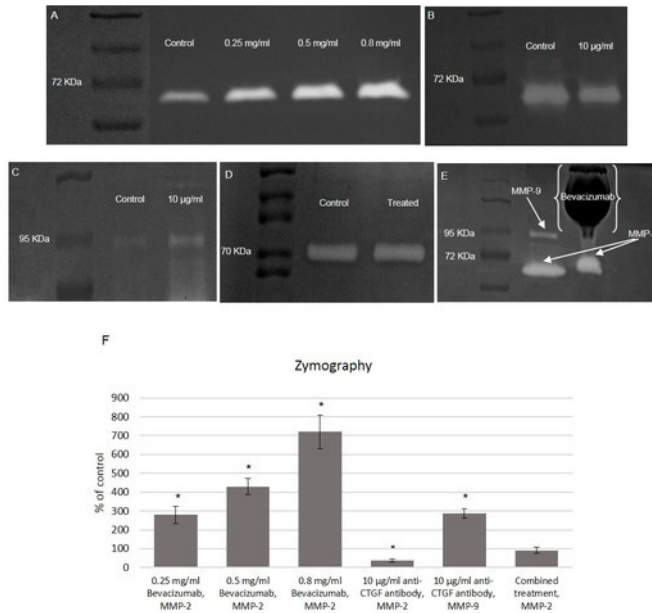 A
Control
0.25 mg/ml
0.5 mg/ml
0.8 mg/ml
72 KDa
B
Control
10 µg/ml
72 KDa
C
Control
10 µg/ml
95 KDa
D
Control
Treated
70 KDa
E
MMP-9
Bevacizumab
95 KDa
72 KDa
MMP-
F
Zymography
% of control
900
800
700
600
500
400
300
200
100
0
*
*
*
*
*
0.25 mg/ml
Bevacizumab,
MMP-2
0.5 mg/ml
Bevacizumab,
MMP-2
0.8 mg/ml
Bevacizumab,
MMP-2
10 µg/ml anti-
CTGF antibody,
MMP-2
10 µg/ml anti-
CTGF antibody,
MMP-9
Combined
treatment,
MMP-2